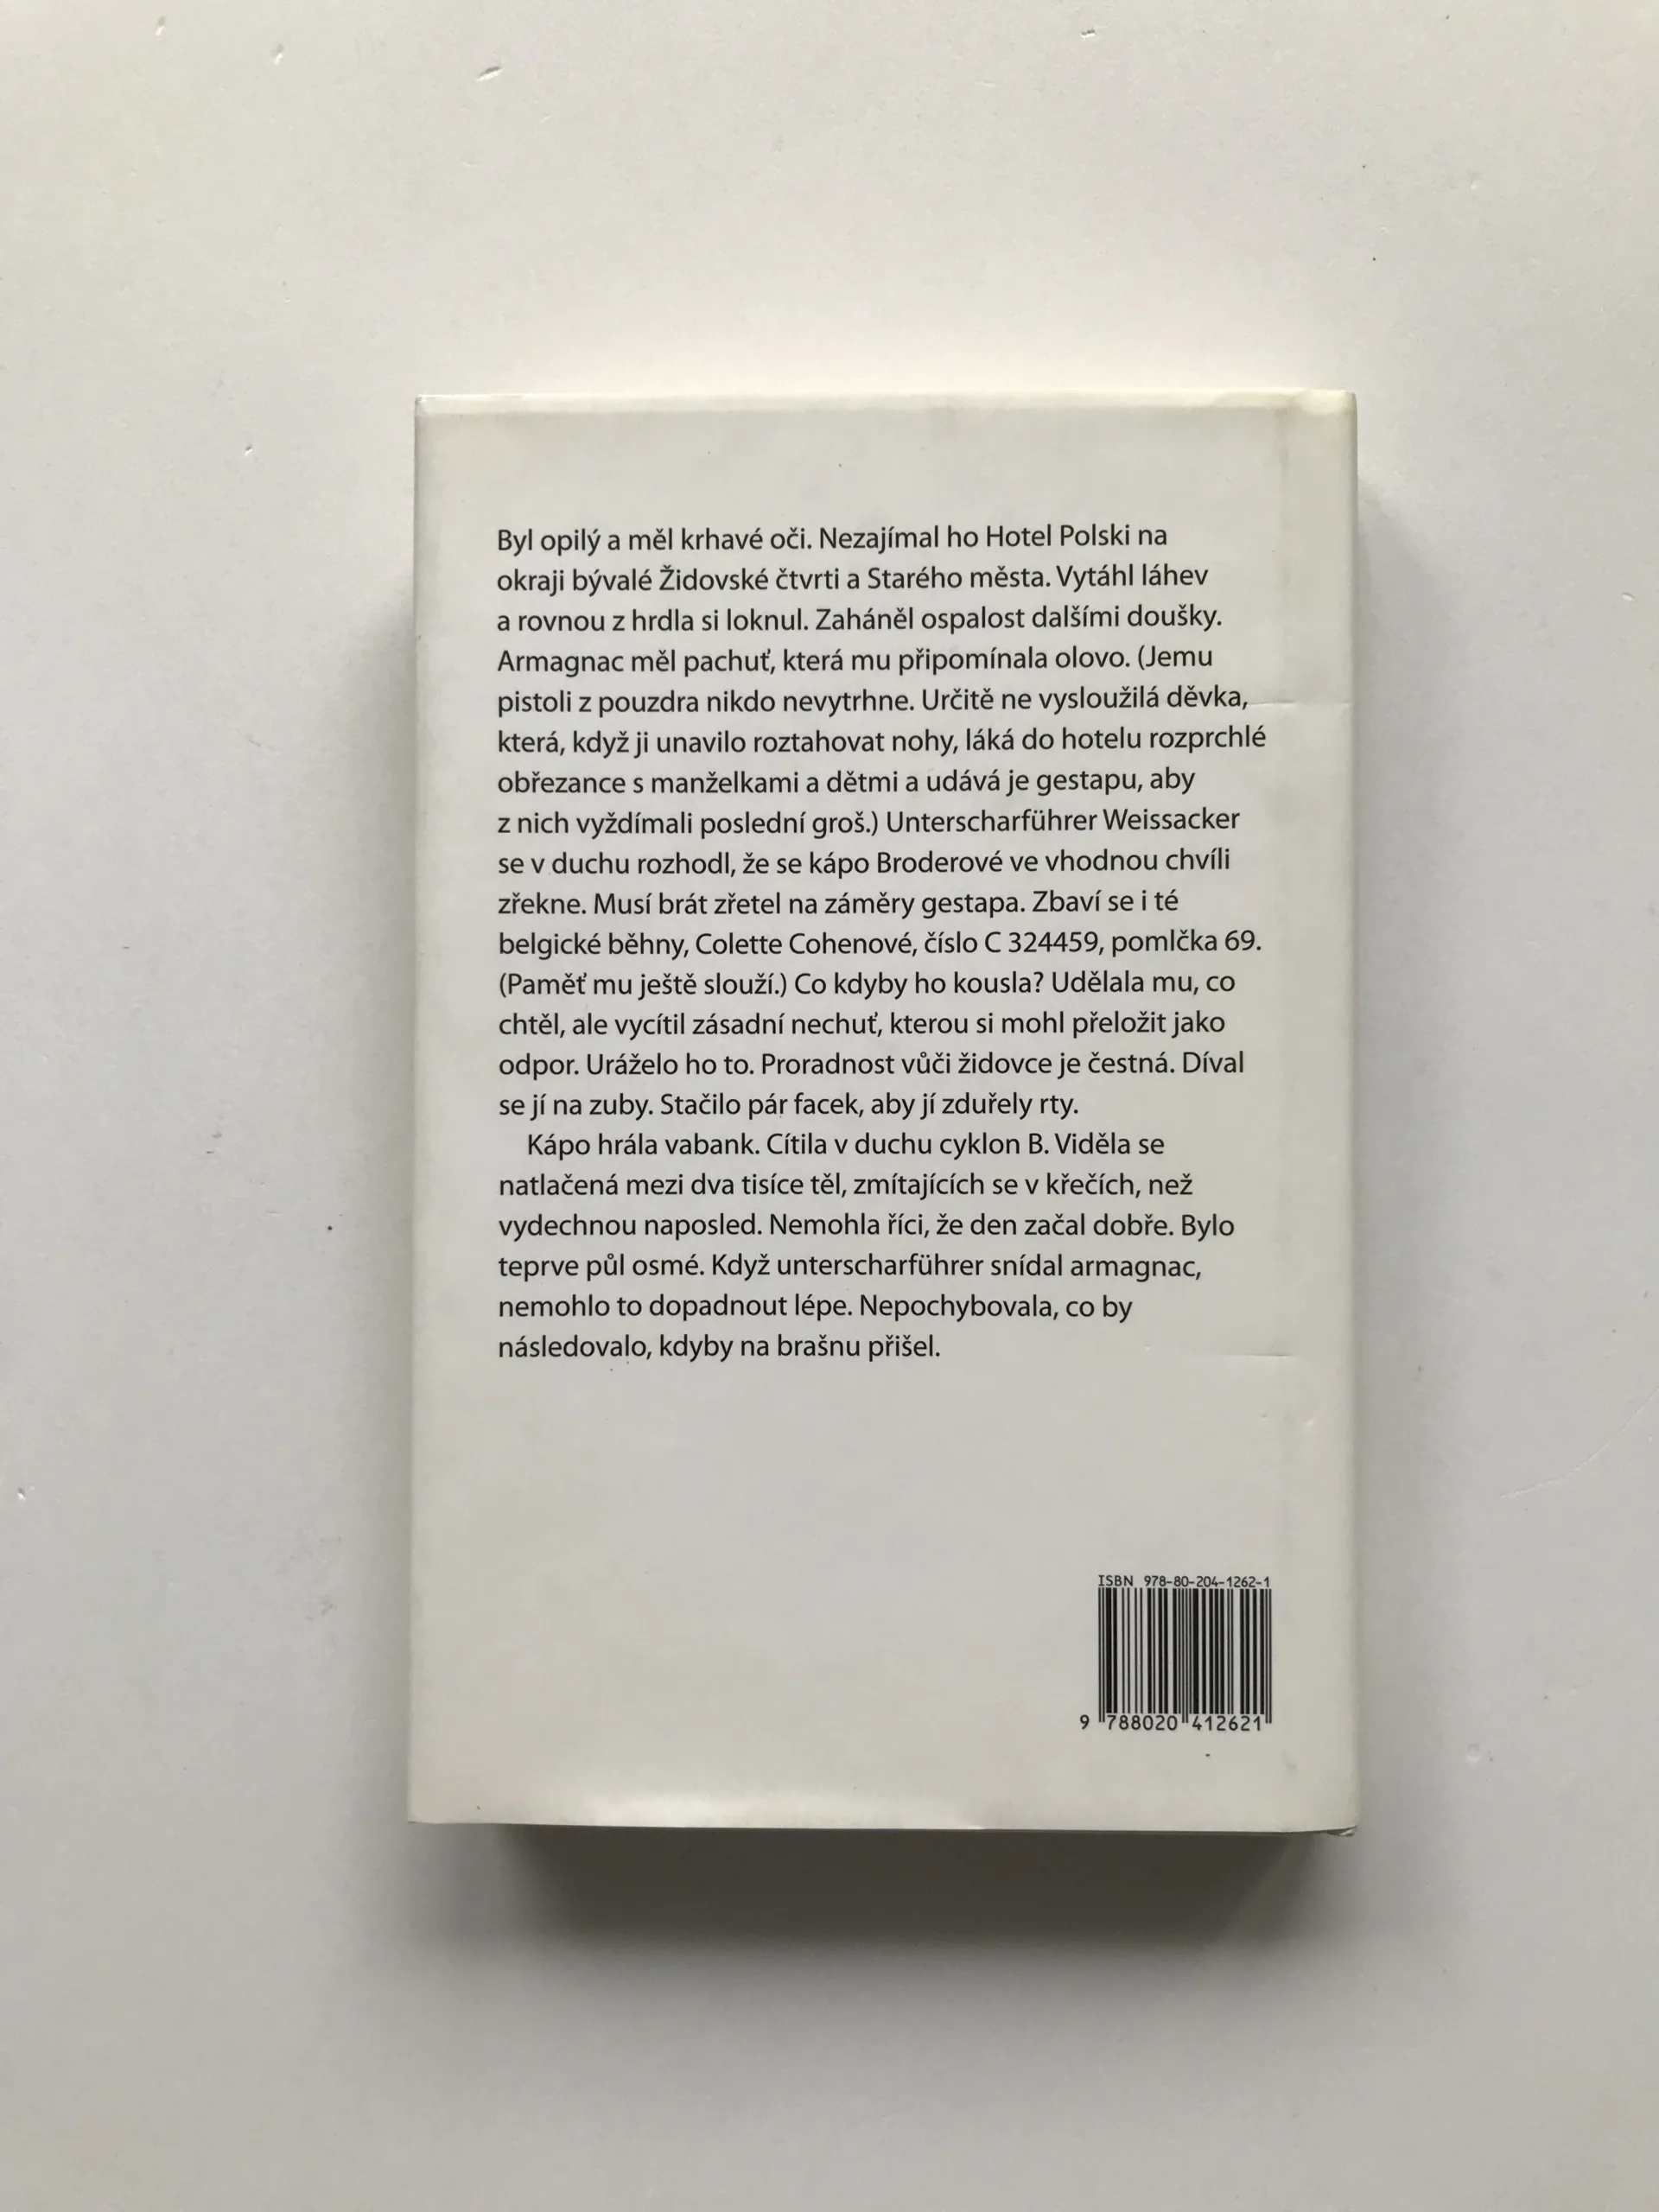 Byl opilý a měl krhavé oči. Nezajímal ho Hotel Polski na
okraji bývalé Židovské čtvrti a Starého města. Vytáhl láhev
a rovnou z hrdla si loknul. Zaháněl ospalost dalšími doušky.
Armagnac měl pachuť, která mu připomínala olovo. (Jemu
pistoli z pouzdra nikdo nevytrhne. Určitě ne vysloužilá děvka,
která, když ji unavilo roztahovat nohy, láká do hotelu rozprchlé
obřezance s manželkami a dětmi a udává je gestapu, aby
z nich vyždímali poslední groš.) Unterscharführer Weissacker
se v duchu rozhodl, že se kápo Broderové ve vhodnou chvíli
zřekne. Musí brát zřetel na záměry gestapa. Zbaví se i té
belgické běhny, Colette Cohenové, číslo C 324459, pomlčka 69.
(Paměť mu ještě slouží.) Co kdyby ho kousla? Udělala mu, co
chtěl, ale vycítil zásadní nechuť, kterou si mohl přeložit jako
odpor. Uráželo ho to. Proradnost vůči židovce je čestná. Díval
se jí na zuby. Stačilo pár facek, aby jí zduřely rty.
Kápo hrála vabank. Cítila v duchu cyklon B. Viděla se
natlačená mezi dva tisíce těl, zmítajících se v křečích, než
vydechnou naposled. Nemohla říci, že den začal dobře. Bylo
teprve půl osmé. Když unterscharführer snídal armagnac,
nemohlo to dopadnout lépe. Nepochybovala, co by
následovalo, kdyby na brašnu přišel.
ISBN 978-80-204-1262-1
9 788020 412621